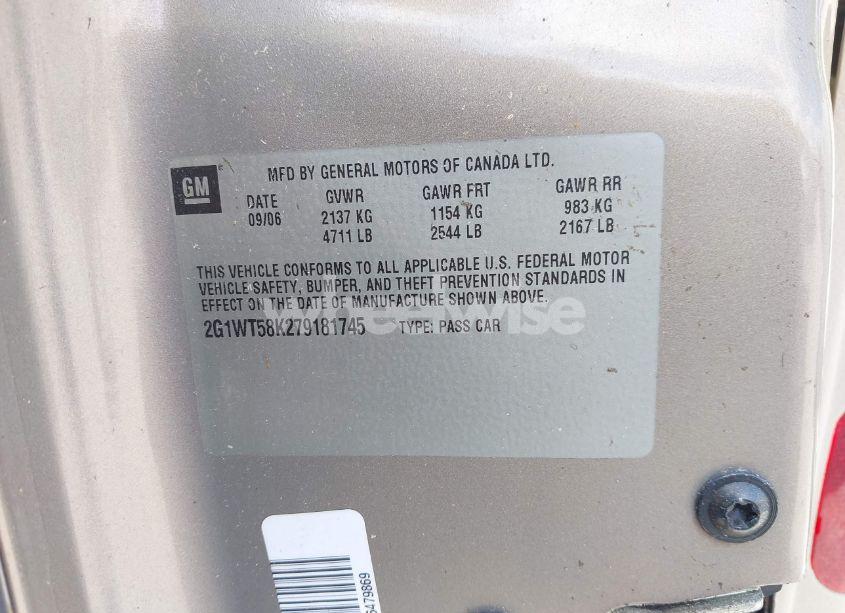 GM
MFD BY GENERAL MOTORS OF CANADA LTD.
DATE GVWR GAWR FRT GAWR RR
09/06 2137 KG 1154 KG 983 KG
4711 LB 2544 LB 2167 LB
THIS VEHICLE CONFORMS TO ALL APPLICABLE U.S. FEDERAL MOTOR
VEHICLE SAFETY, BUMPER, AND THEFT PREVENTION STANDARDS IN
EFFECT ON THE DATE OF MANUFACTURE SHOWN ABOVE.
2G1WT58K279181745 TYPE: PASS CAR
wheelwise